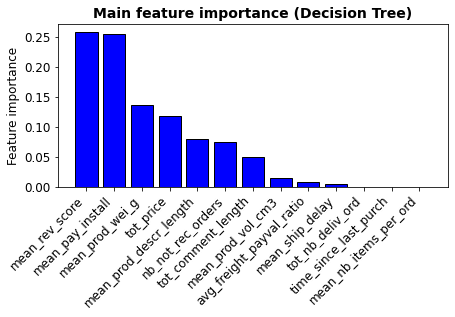 Main feature importance (Decision Tree)
Feature importance
0.25
0.20
0.15
0.10
0.05
0.00
mean_rev_score
mean_pay_install
mean_prod_wei_g
tot_price
mean_prod_descr_length
nb_not_rec_orders
tot_comment_length
mean_prod_vol_cm3
avg_freight_payval_ratio
mean_ship_delay
tot_nb_deliv_ord
time_since_last_purch
mean_nb_items_per_ord